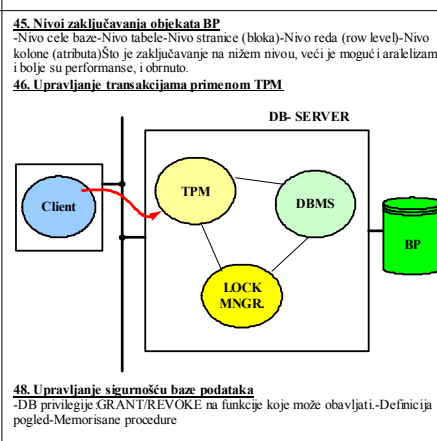 45. Nivoi zaključavanja objekata BP
-Nivo cele baze-Nivo tabele-Nivo stranice (bloka)-Nivo reda (row level)-Nivo
kolone (atributa)Što je zaključavanje na nižem nivou, veći je mogući aralelizam
i bolje su performanse, i obrnuto.
46. Upravljanje transakcijama primenom TPM
DB- SERVER
Client
TPM
DBMS
BP
LOCK
MNGR.
48. Upravljanje sigurnošću baze podataka
-DB privilegije:GRANT/REVOKE na funkcije koje može obavljati.-Definicija
pogled-Memorisane procedure